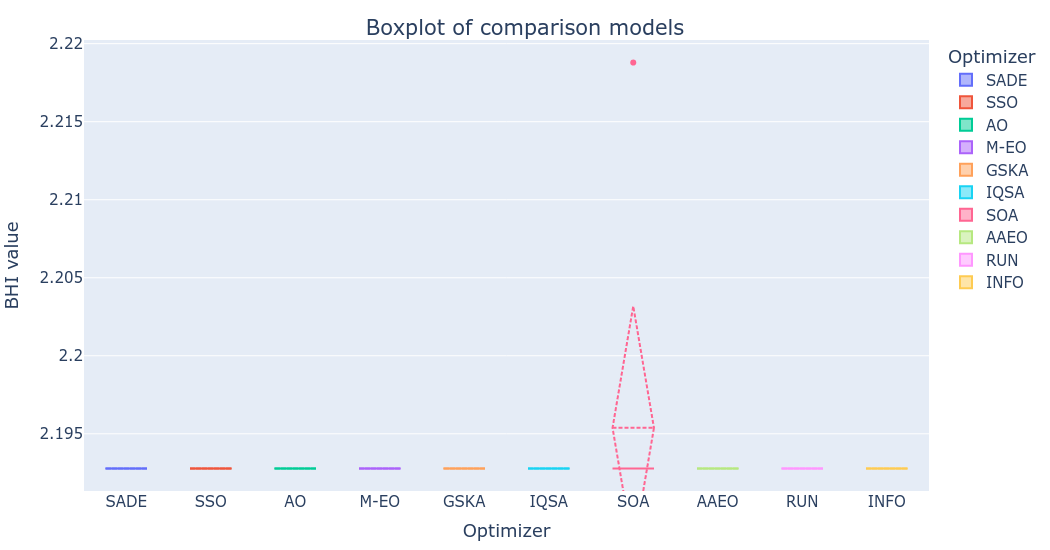 Boxplot of comparison models
BHI value
2.22
2.215
2.21
2.205
2.2
2.195
SADE SSO AO M-EO GSKA IQSA SOA AAEO RUN INFO
Optimizer
Optimizer
SADE
SSO
AO
M-EO
GSKA
IQSA
SOA
AAEO
RUN
INFO